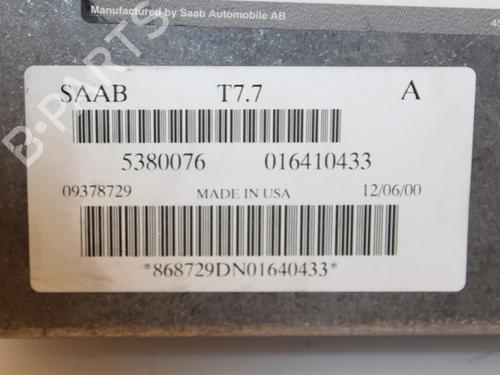 Manufactured by Saab Automobile AB
SAAB T7.7 A
5380076 016410433
09378729 MADE IN USA 12/06/00
*868729DN01640433*
B-PARTS